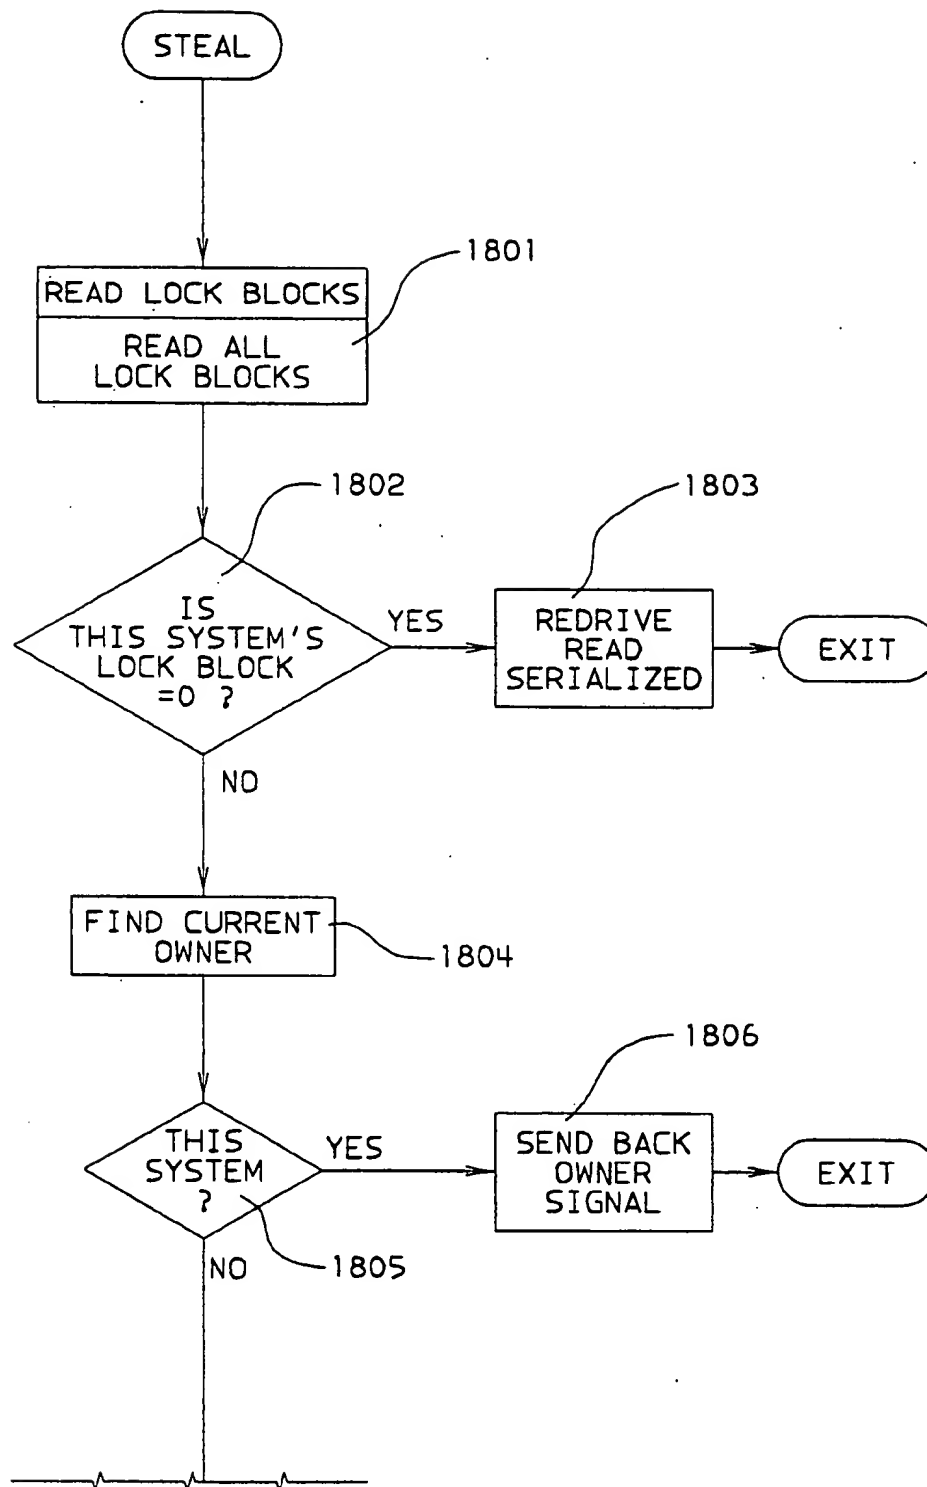 STEAL
1801
READ LOCK BLOCKS
READ ALL
LOCK BLOCKS
1802
1803
IS
THIS SYSTEM'S
LOCK BLOCK
=0 ?
YES
REDRIVE
READ
SERIALIZED
EXIT
NO
FIND CURRENT
OWNER
1804
1806
THIS
SYSTEM
?
YES
SEND BACK
OWNER
SIGNAL
EXIT
NO
1805